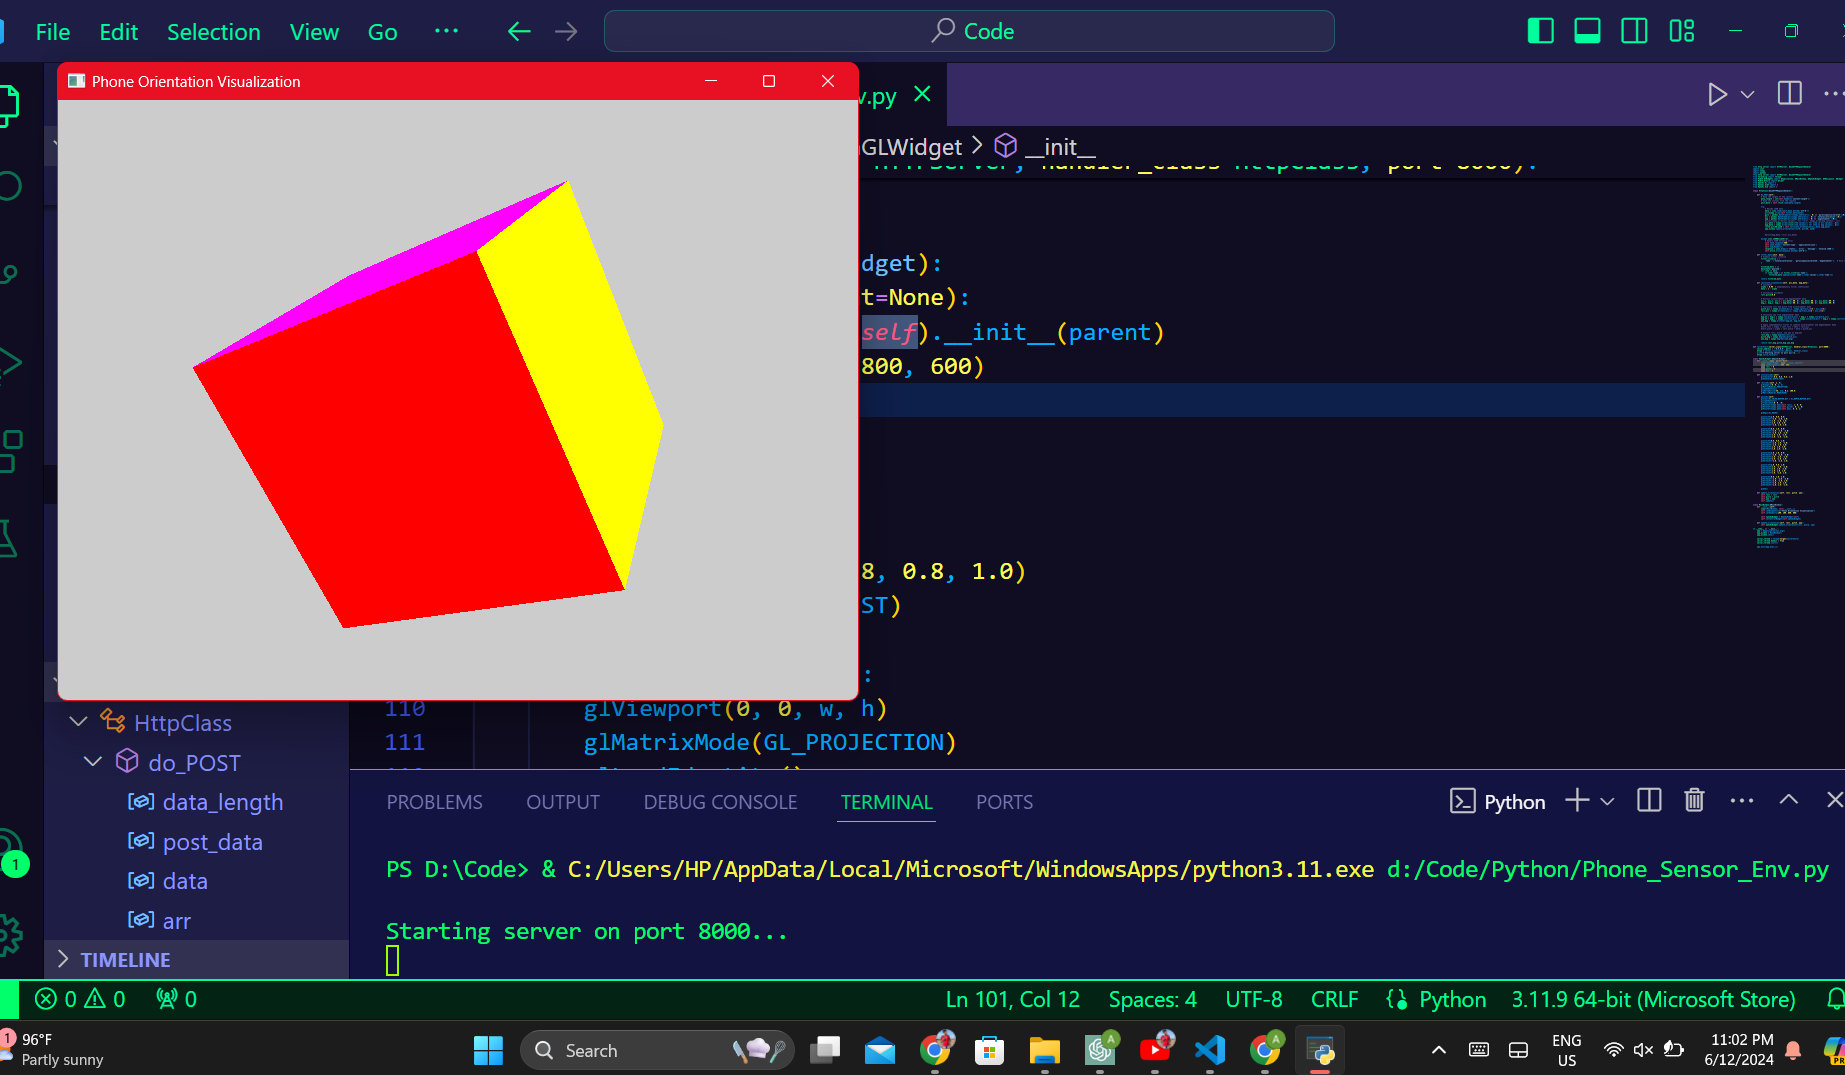 File Edit Selection View Go ... Code
Phone Orientation Visualization
v.py
GLWidget > __init__
dget):
t=None):
self).__init__(parent)
800, 600)
8, 0.8, 1.0)
ST)
:
110 glViewport(0, 0, w, h)
111 glMatrixMode(GL_PROJECTION)
HttpClass
do_POST
data_length
post_data
data
arr
TIMELINE
PROBLEMS OUTPUT DEBUG CONSOLE TERMINAL PORTS Python
PS D:\Code> & C:/Users/HP/AppData/Local/Microsoft/WindowsApps/python3.11.exe d:/Code/Python/Phone_Sensor_Env.py
Starting server on port 8000...
1
0 0 0 Ln 101, Col 12 Spaces: 4 UTF-8 CRLF Python 3.11.9 64-bit (Microsoft Store)
1 96°F
Partly sunny
Search
A
A
ENG
US
11:02 PM
6/12/2024